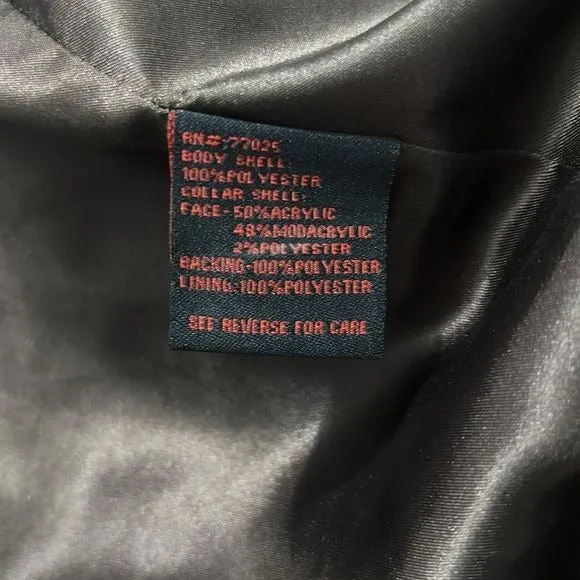 RN#:77025
BODY SHELL:
100%POLYESTER
COLLAR SHELL:
FACE-50%ACRYLIC
48%MODACRYLIC
2%POLYESTER
BACKING-100%POLYESTER
LINING:100%POLYESTER
SEE REVERSE FOR CARE